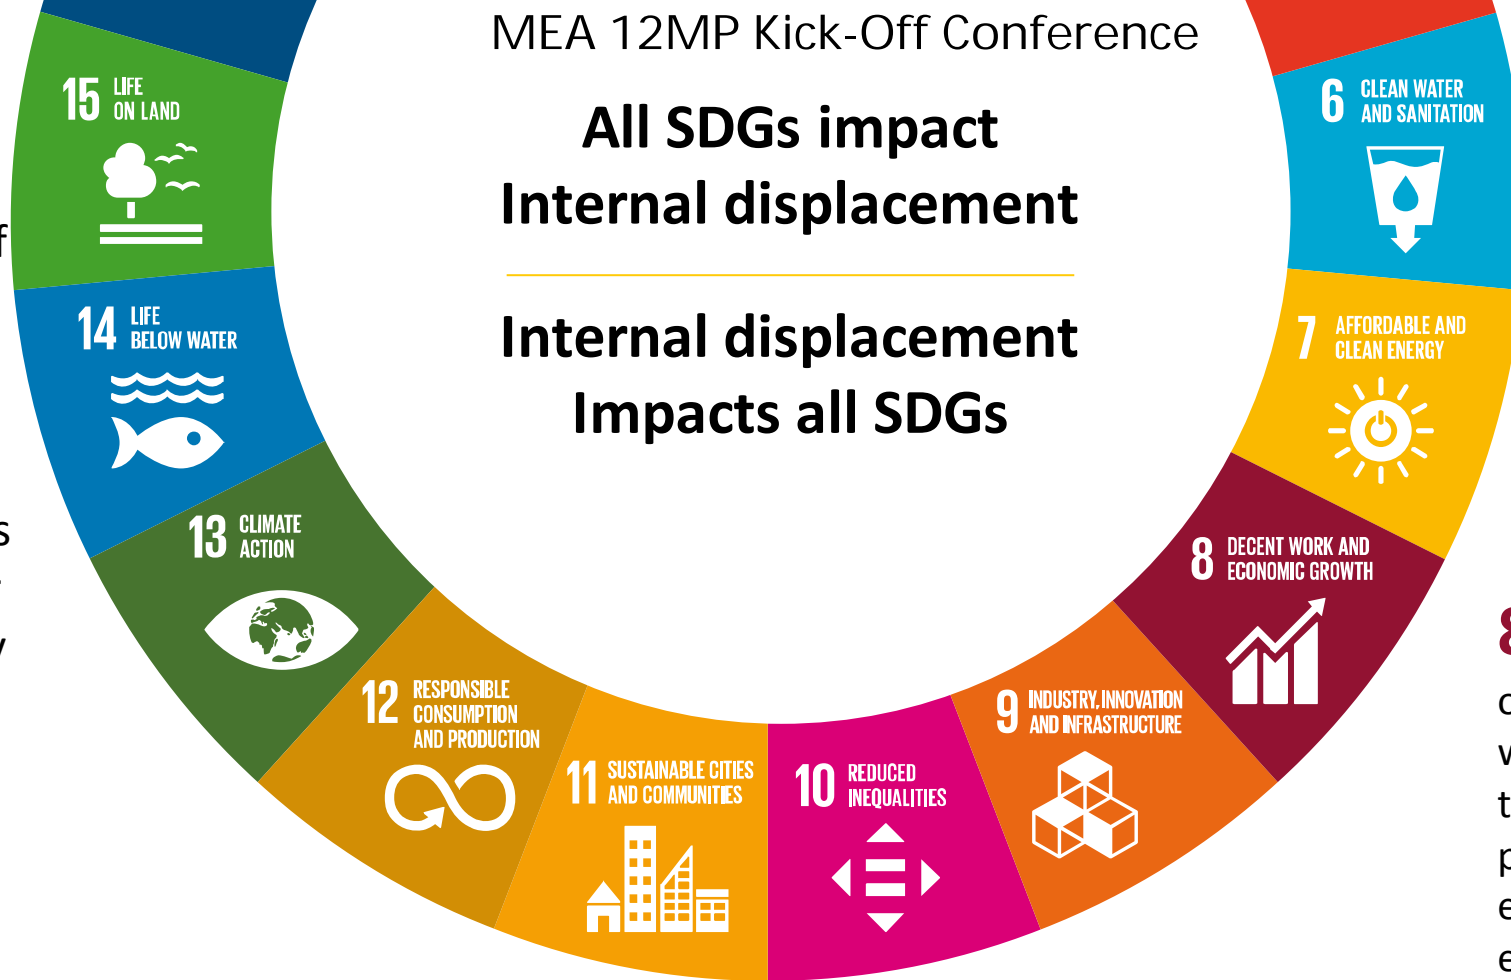 MEA 12MP Kick-Off Conference
All SDGs impact
Internal displacement
Internal displacement
Impacts all SDGs
6 CLEAN WATER
AND SANITATION
7 AFFORDABLE AND
CLEAN ENERGY
8 DECENT WORK AND
ECONOMIC GROWTH
9 INDUSTRY, INNOVATION
AND INFRASTRUCTURE
10 REDUCED
INEQUALITIES
11 SUSTAINABLE CITIES
AND COMMUNITIES
12 RESPONSIBLE
CONSUMPTION
AND PRODUCTION
13 CLIMATE
ACTION
14 LIFE
BELOW WATER
15 LIFE
ON LAND